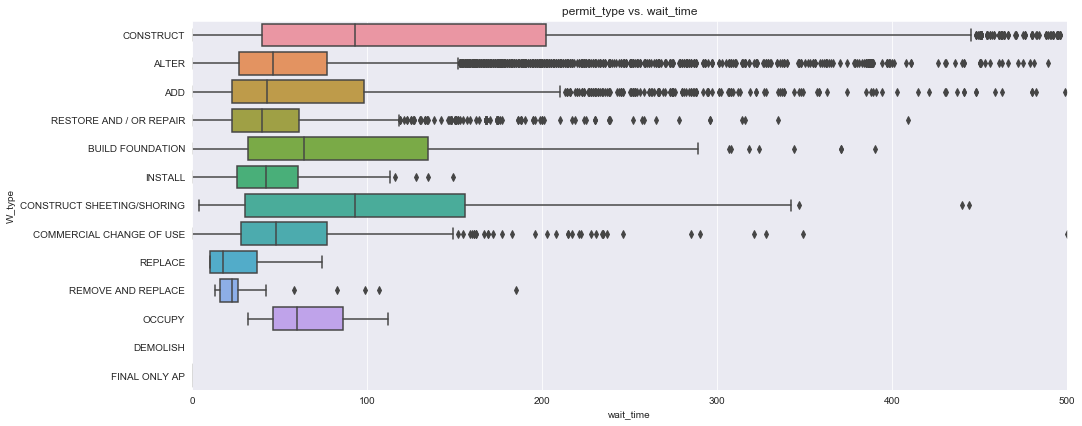 permit_type vs. wait_time
CONSTRUCT
ALTER
ADD
RESTORE AND / OR REPAIR
BUILD FOUNDATION
INSTALL
CONSTRUCT SHEETING/SHORING
COMMERCIAL CHANGE OF USE
REPLACE
REMOVE AND REPLACE
OCCUPY
DEMOLISH
FINAL ONLY AP
W_type
0 100 200 300 400 500
wait_time